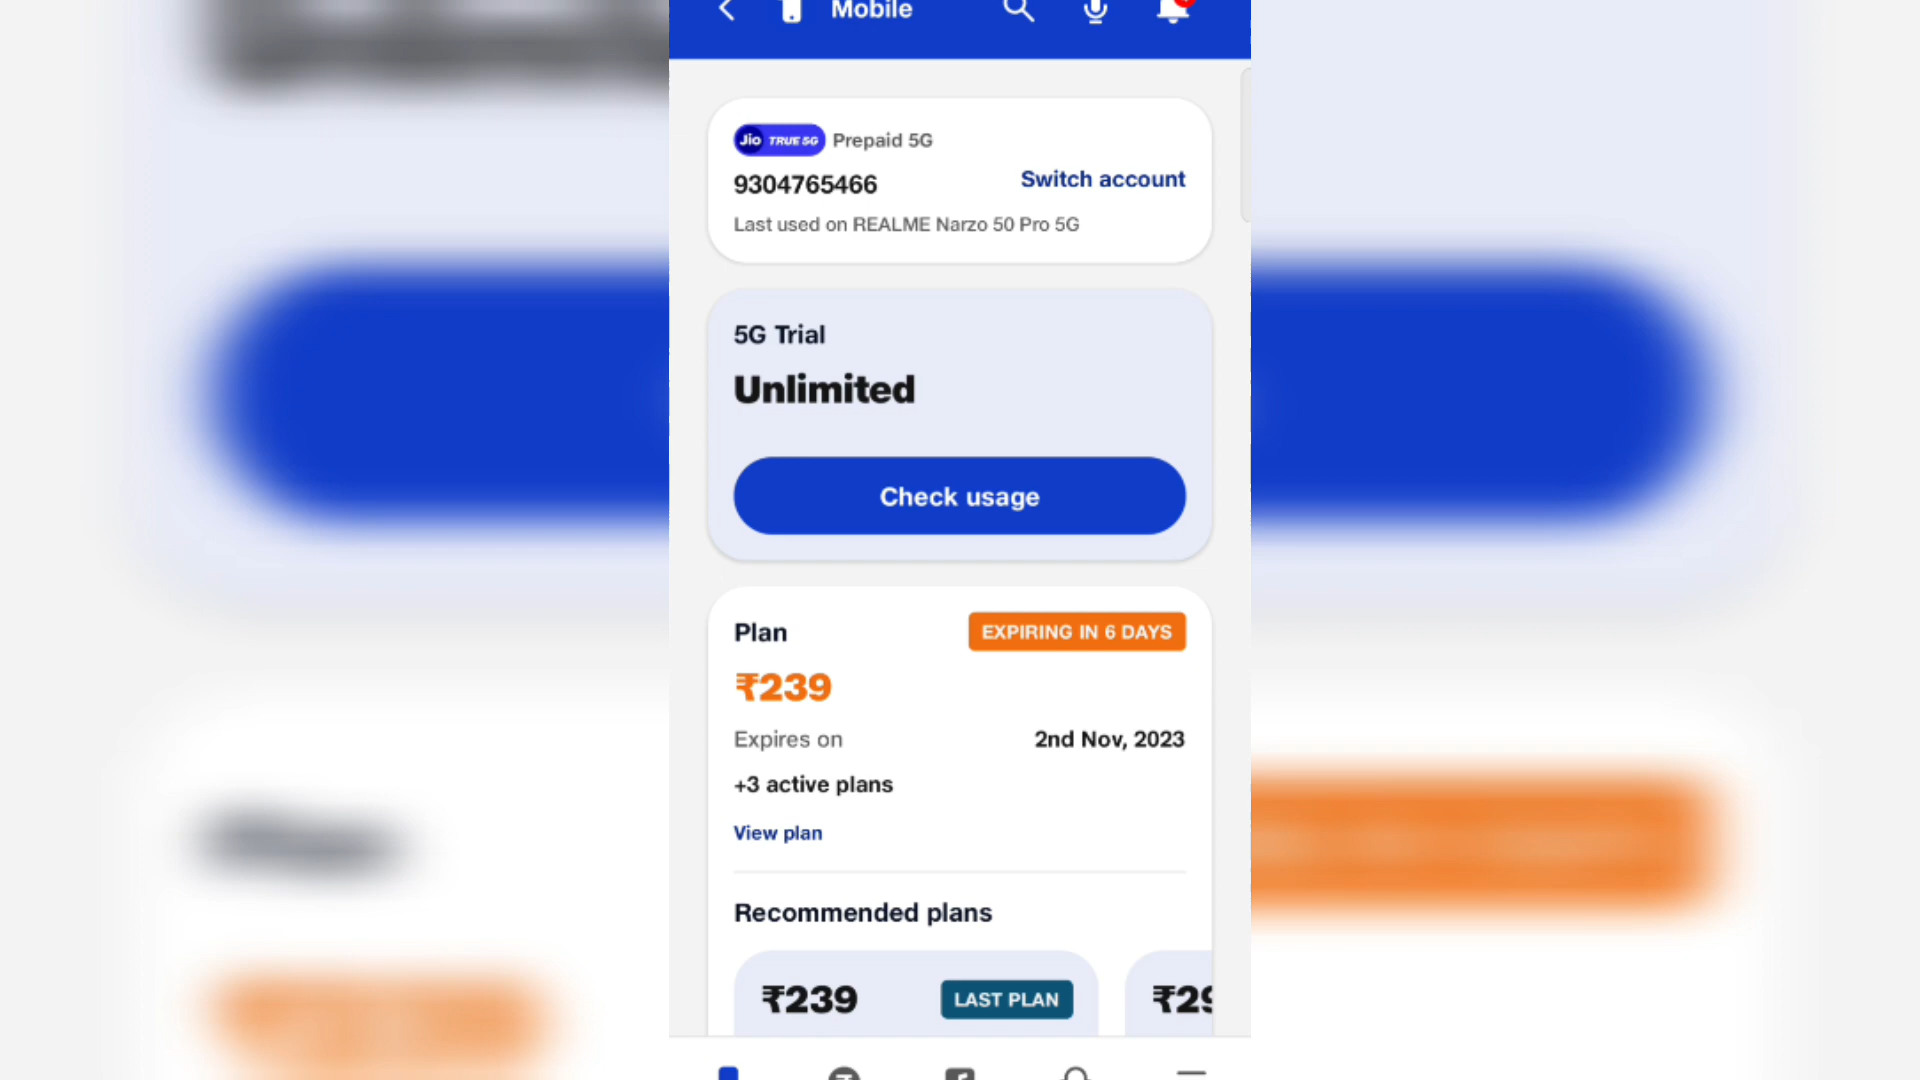 Mobile
Jio TRUE 5G Prepaid 5G
9304765466
Switch account
Last used on REALME Narzo 50 Pro 5G
5G Trial
Unlimited
Check usage
Plan
EXPIRING IN 6 DAYS
₹239
Expires on
2nd Nov, 2023
+3 active plans
View plan
Recommended plans
₹239
LAST PLAN
₹29